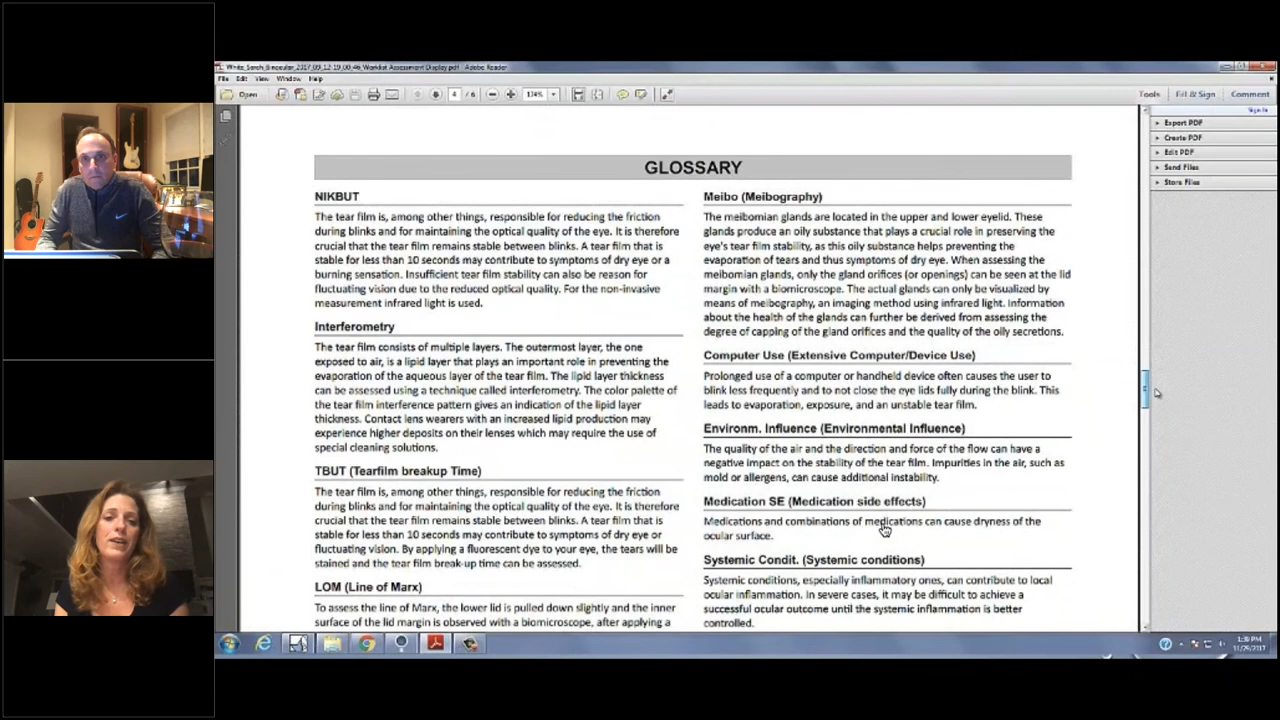 White_Sarah_Binocular_2017_09_12-19_00_46_Worklist Assessment Display.pdf - Adobe Reader
File Edit View Window Help
Open 4 / 6 134% Tools Fill & Sign Comment
Sign In
Export PDF
Create PDF
Edit PDF
Send Files
Store Files
GLOSSARY
NIKBUT
The tear film is, among other things, responsible for reducing the friction
during blinks and for maintaining the optical quality of the eye. It is therefore
crucial that the tear film remains stable between blinks. A tear film that is
stable for less than 10 seconds may contribute to symptoms of dry eye or a
burning sensation. Insufficient tear film stability can also be reason for
fluctuating vision due to the reduced optical quality. For the non-invasive
measurement infrared light is used.
Interferometry
The tear film consists of multiple layers. The outermost layer, the one
exposed to air, is a lipid layer that plays an important role in preventing the
evaporation of the aqueous layer of the tear film. The lipid layer thickness
can be assessed using a technique called interferometry. The color palette of
the tear film interference pattern gives an indication of the lipid layer
thickness. Contact lens wearers with an increased lipid production may
experience higher deposits on their lenses which may require the use of
special cleaning solutions.
TBUT (Tearfilm breakup Time)
The tear film is, among other things, responsible for reducing the friction
during blinks and for maintaining the optical quality of the eye. It is therefore
crucial that the tear film remains stable between blinks. A tear film that is
stable for less than 10 seconds may contribute to symptoms of dry eye or
fluctuating vision. By applying a fluorescent dye to your eye, the tears will be
stained and the tear film break-up time can be assessed.
LOM (Line of Marx)
To assess the line of Marx, the lower lid is pulled down slightly and the inner
surface of the lid margin is observed with a biomicroscope, after applying a
Meibo (Meibography)
The meibomian glands are located in the upper and lower eyelid. These
glands produce an oily substance that plays a crucial role in preserving the
eye's tear film stability, as this oily substance helps preventing the
evaporation of tears and thus symptoms of dry eye. When assessing the
meibomian glands, only the gland orifices (or openings) can be seen at the lid
margin with a biomicroscope. The actual glands can only be visualized by
means of meibography, an imaging method using infrared light. Information
about the health of the glands can further be derived from assessing the
degree of capping of the gland orifices and the quality of the oily secretions.
Computer Use (Extensive Computer/Device Use)
Prolonged use of a computer or handheld device often causes the user to
blink less frequently and to not close the eye lids fully during the blink. This
leads to evaporation, exposure, and an unstable tear film.
Environm. Influence (Environmental Influence)
The quality of the air and the direction and force of the flow can have a
negative impact on the stability of the tear film. Impurities in the air, such as
mold or allergens, can cause additional instability.
Medication SE (Medication side effects)
Medications and combinations of medications can cause dryness of the
ocular surface.
Systemic Condit. (Systemic conditions)
Systemic conditions, especially inflammatory ones, can contribute to local
ocular inflammation. In severe cases, it may be difficult to achieve a
successful ocular outcome until the systemic inflammation is better
controlled.
1:39 PM
11/29/2017